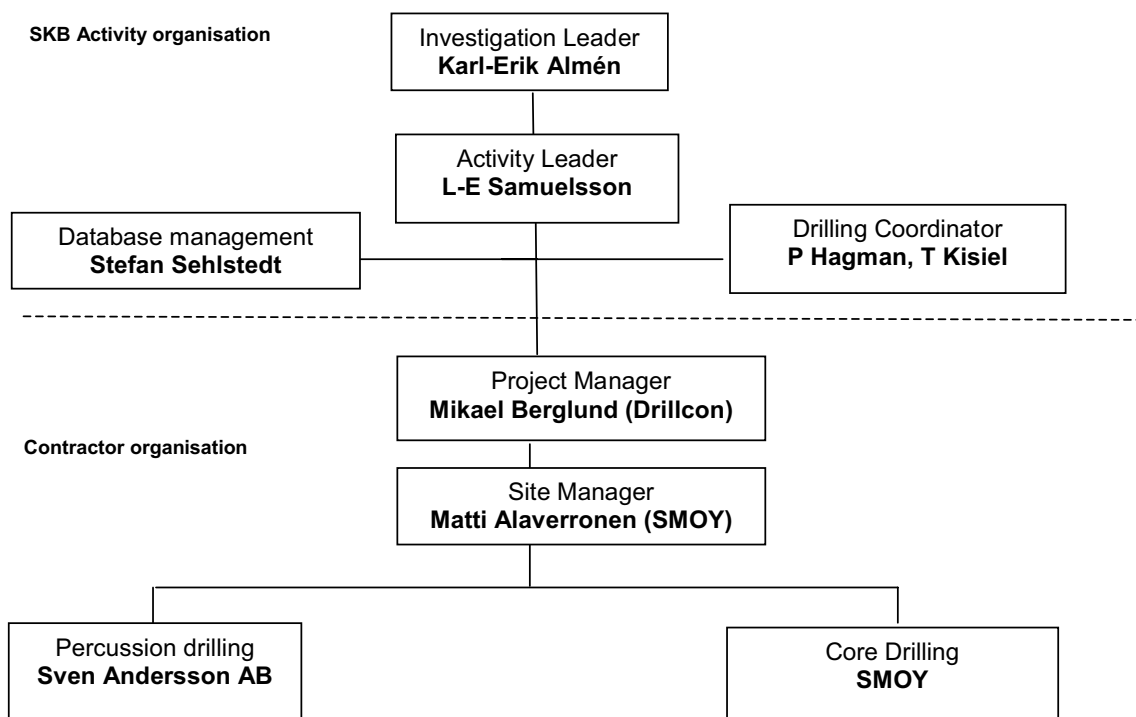 SKB Activity organisation
Investigation Leader
Karl-Erik Almén
Activity Leader
L-E Samuelsson
Database management
Stefan Sehlstedt
Drilling Coordinator
P Hagman, T Kisiel
Project Manager
Mikael Berglund (Drillcon)
Contractor organisation
Site Manager
Matti Alaverronen (SMOY)
Percussion drilling
Sven Andersson AB
Core Drilling
SMOY